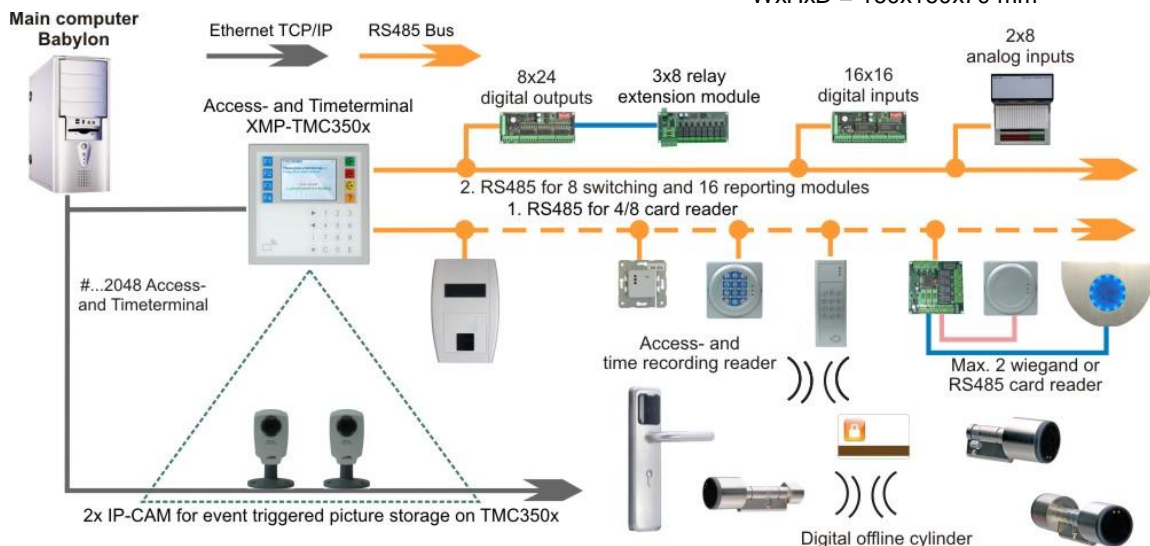 Main computer
Babylon
Ethernet TCP/IP
RS485 Bus
8x24
digital outputs
3x8 relay
extension module
16x16
digital inputs
2x8
analog inputs
Access- and Timeterminal
XMP-TMC350x
2. RS485 for 8 switching and 16 reporting modules
1. RS485 for 4/8 card reader
#...2048 Access-
and Timeterminal
Access- and
time recording reader
Max. 2 wiegand or
RS485 card reader
2x IP-CAM for event triggered picture storage on TMC350x
Digital offline cylinder